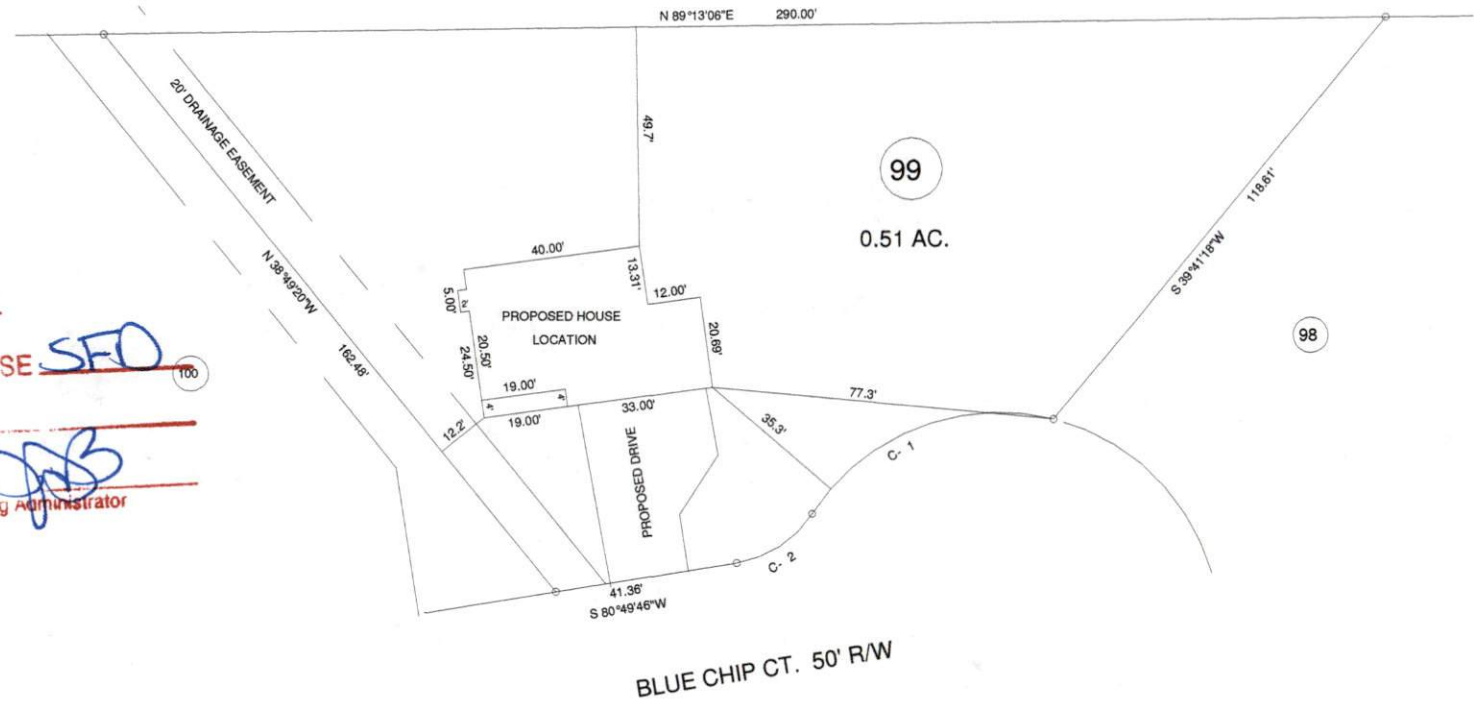 N 89°13'06"E 290.00'
20' DRAINAGE EASEMENT
49.7'
99
0.51 AC.
118.61'
S 39°41'18"W
98
N 38°49'20"W
162.48'
40.00'
13.31'
12.00'
5.00'
2'
PROPOSED HOUSE
LOCATION
20.50'
24.50'
20.69'
SE SFD
100
19.00'
4'
4'
19.00'
33.00'
77.3'
12.2'
35.3'
PROPOSED DRIVE
C- 1
g Administrator
C- 2
41.36'
S 80°49'46"W
BLUE CHIP CT. 50' R/W